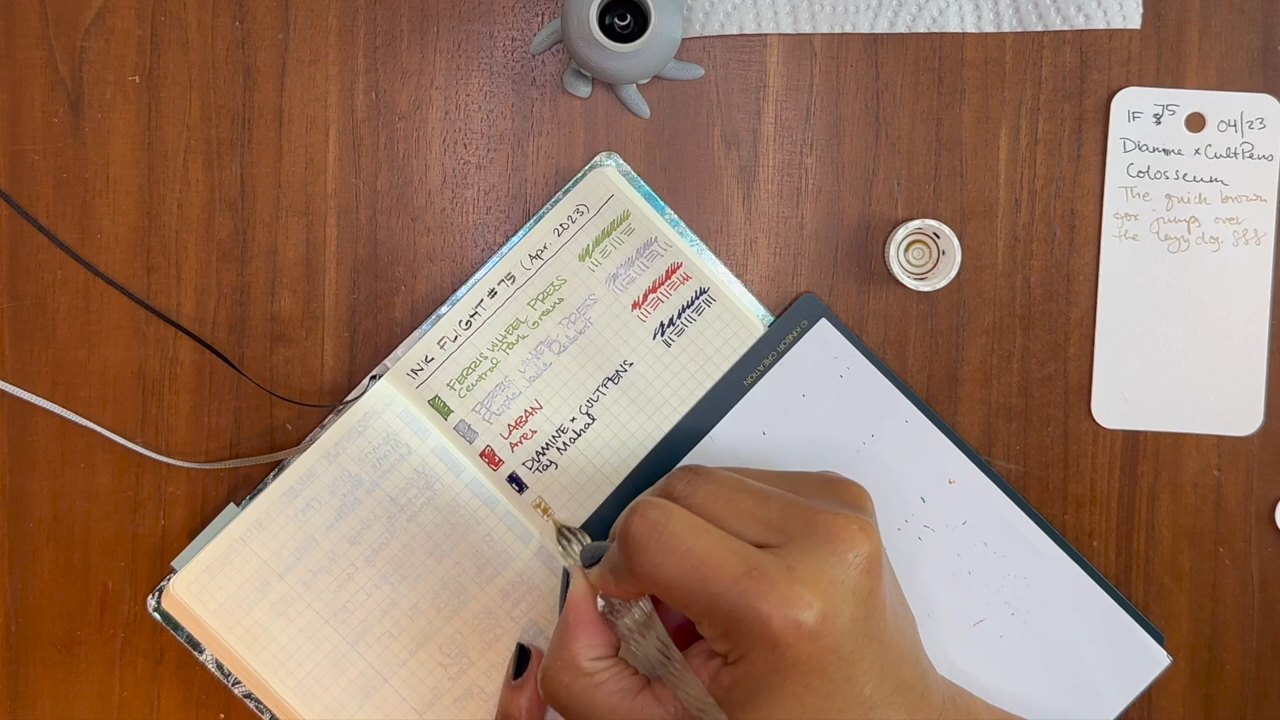 INK FLIGHT #75 (Apr. 2023)
FERRIS WHEEL PRESS
Central Park Greens
FERRIS WHEEL PRESS
Purple Jade Rabbit
LABAN
Ares
DIAMINE × CULTPENS
Taj Mahal
© KINBOR CREATION
IF #75 04/23
Diamine × CultPens
Colosseum
The quick brown
fox jumps over
the lazy dog. $$$